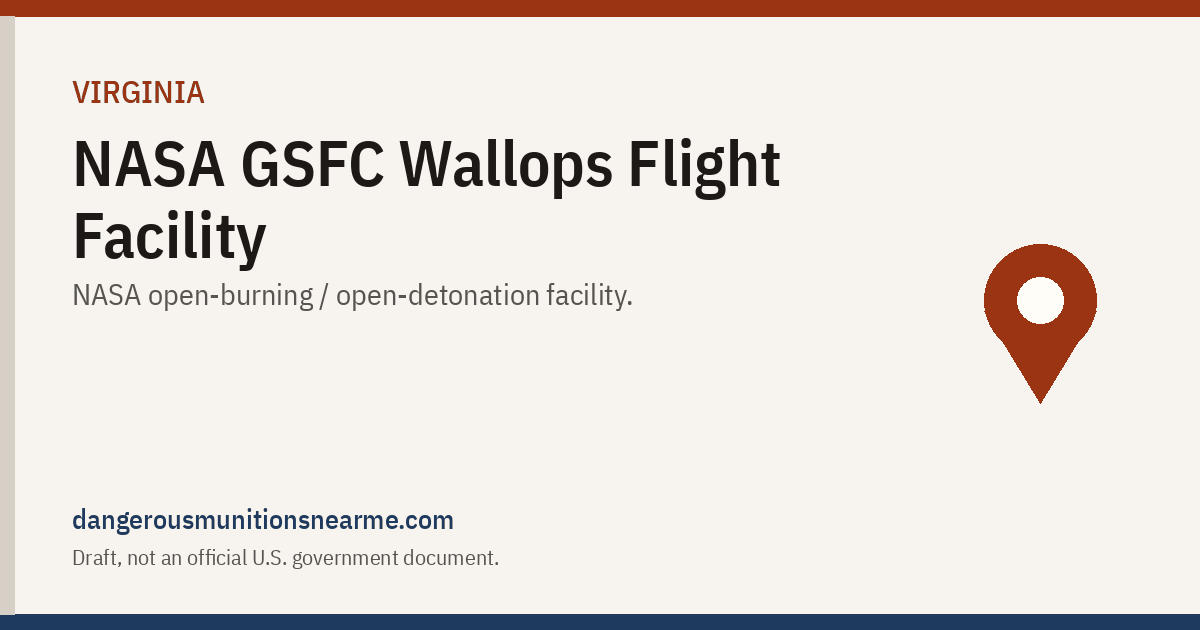 VIRGINIA
NASA GSFC Wallops Flight
Facility
NASA open-burning / open-detonation facility.
dangerousmunitionsnearme.com
Draft, not an official U.S. government document.